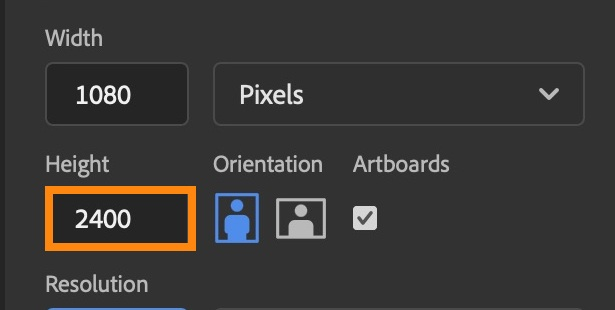 Width
1080 Pixels
Height Orientation Artboards
2400
Resolution